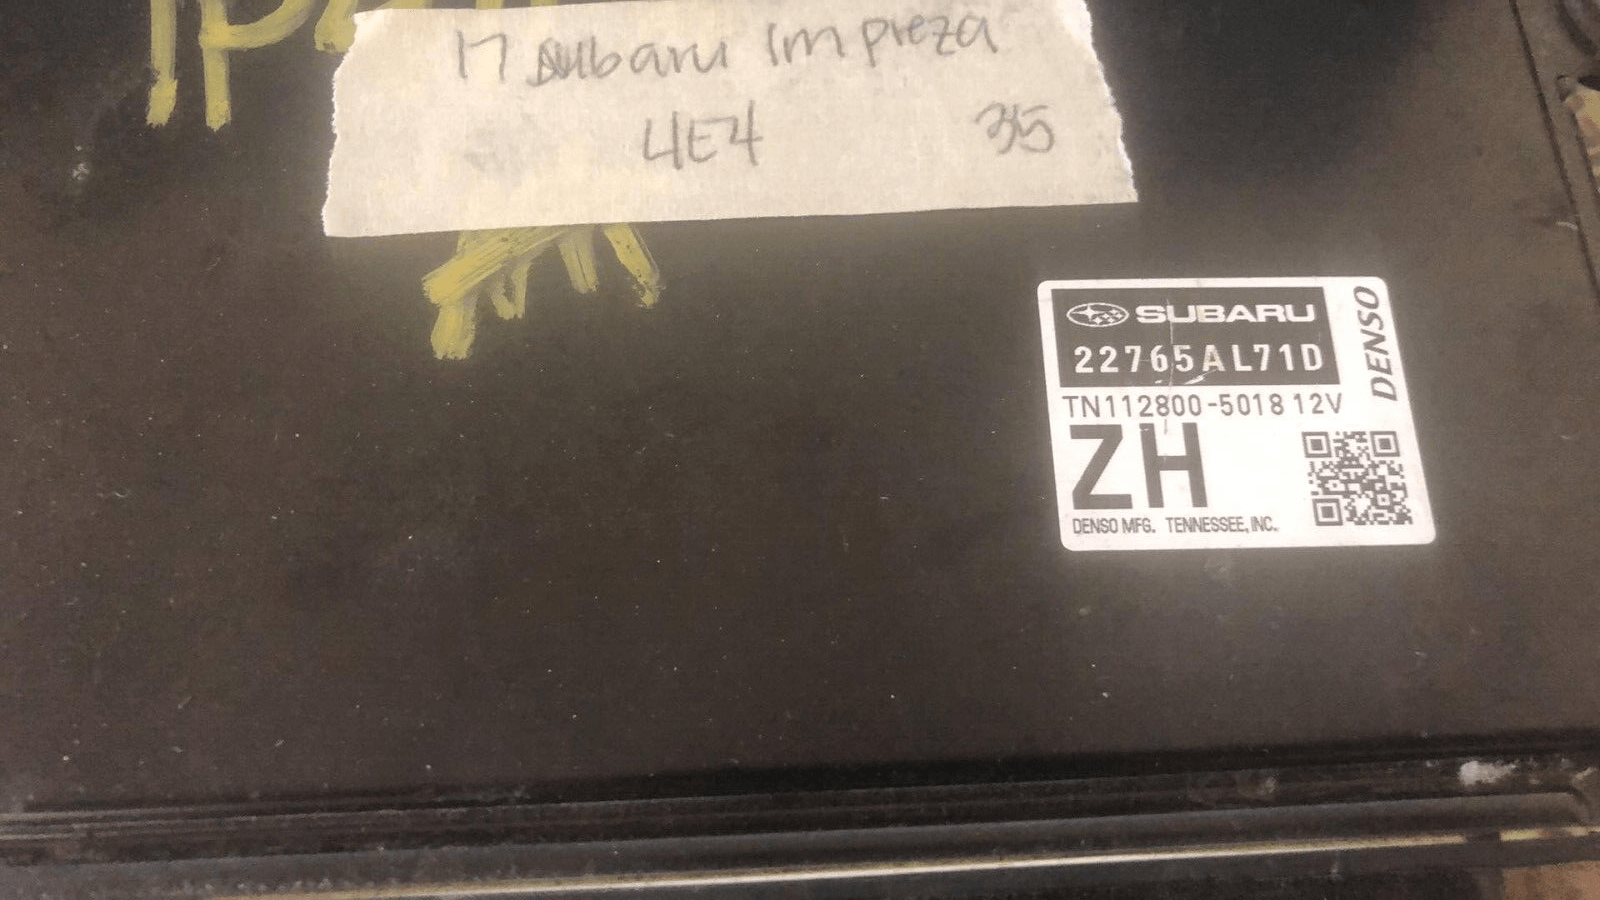 17 Subaru Impreza
4E4 35
SUBARU
22765AL71D
DENSO
TN112800-5018 12V
ZH
DENSO MFG. TENNESSEE, INC.